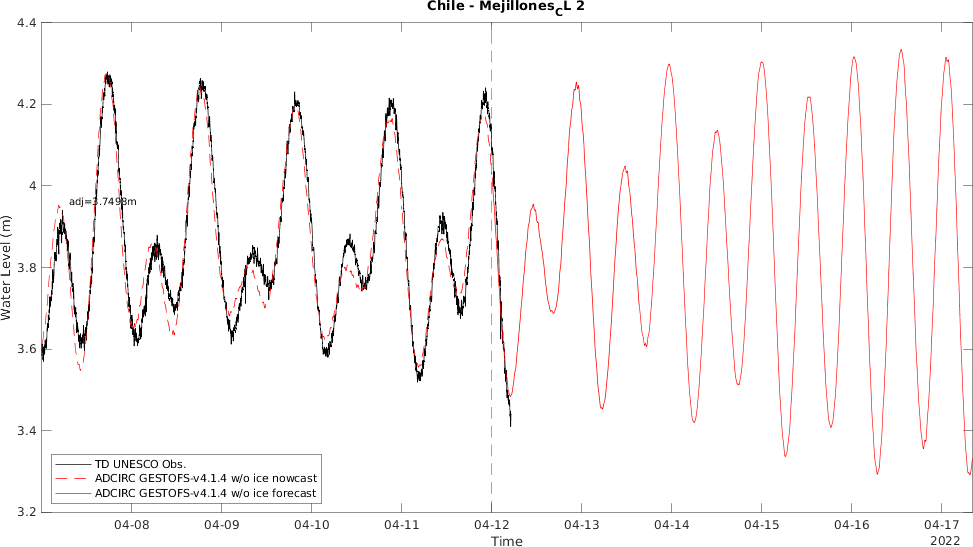 Chile - Mejillones_CL 2
4.4
4.2
4
3.8
3.6
3.4
3.2
Water Level (m)
adj=3.7498m
TD UNESCO Obs.
ADCIRC GESTOFS-v4.1.4 w/o ice nowcast
ADCIRC GESTOFS-v4.1.4 w/o ice forecast
04-08 04-09 04-10 04-11 04-12 04-13 04-14 04-15 04-16 04-17
Time 2022